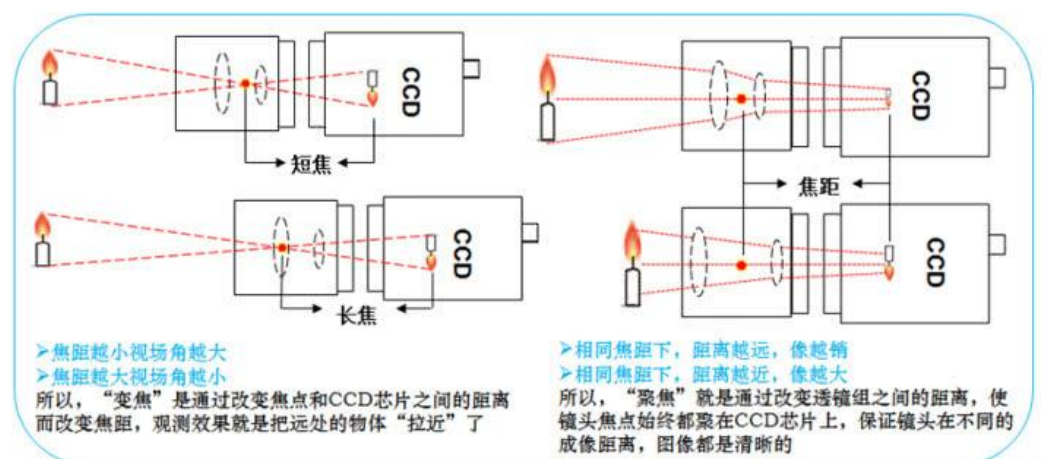 CCD
短焦
CCD
长焦
➢焦距越小视场角越大
➢焦距越大视场角越小
所以，“变焦”是通过改变焦点和CCD芯片之间的距离
而改变焦距，观测效果就是把远处的物体“拉近”了
CCD
焦距
CCD
➢相同焦距下，距离越远，像越销
➢相同焦距下，距离越近，像越大
所以，“聚焦”就是通过改变透镜组之间的距离，使
镜头焦点始终都聚在CCD芯片上，保证镜头在不同的
成像距离，图像都是清晰的